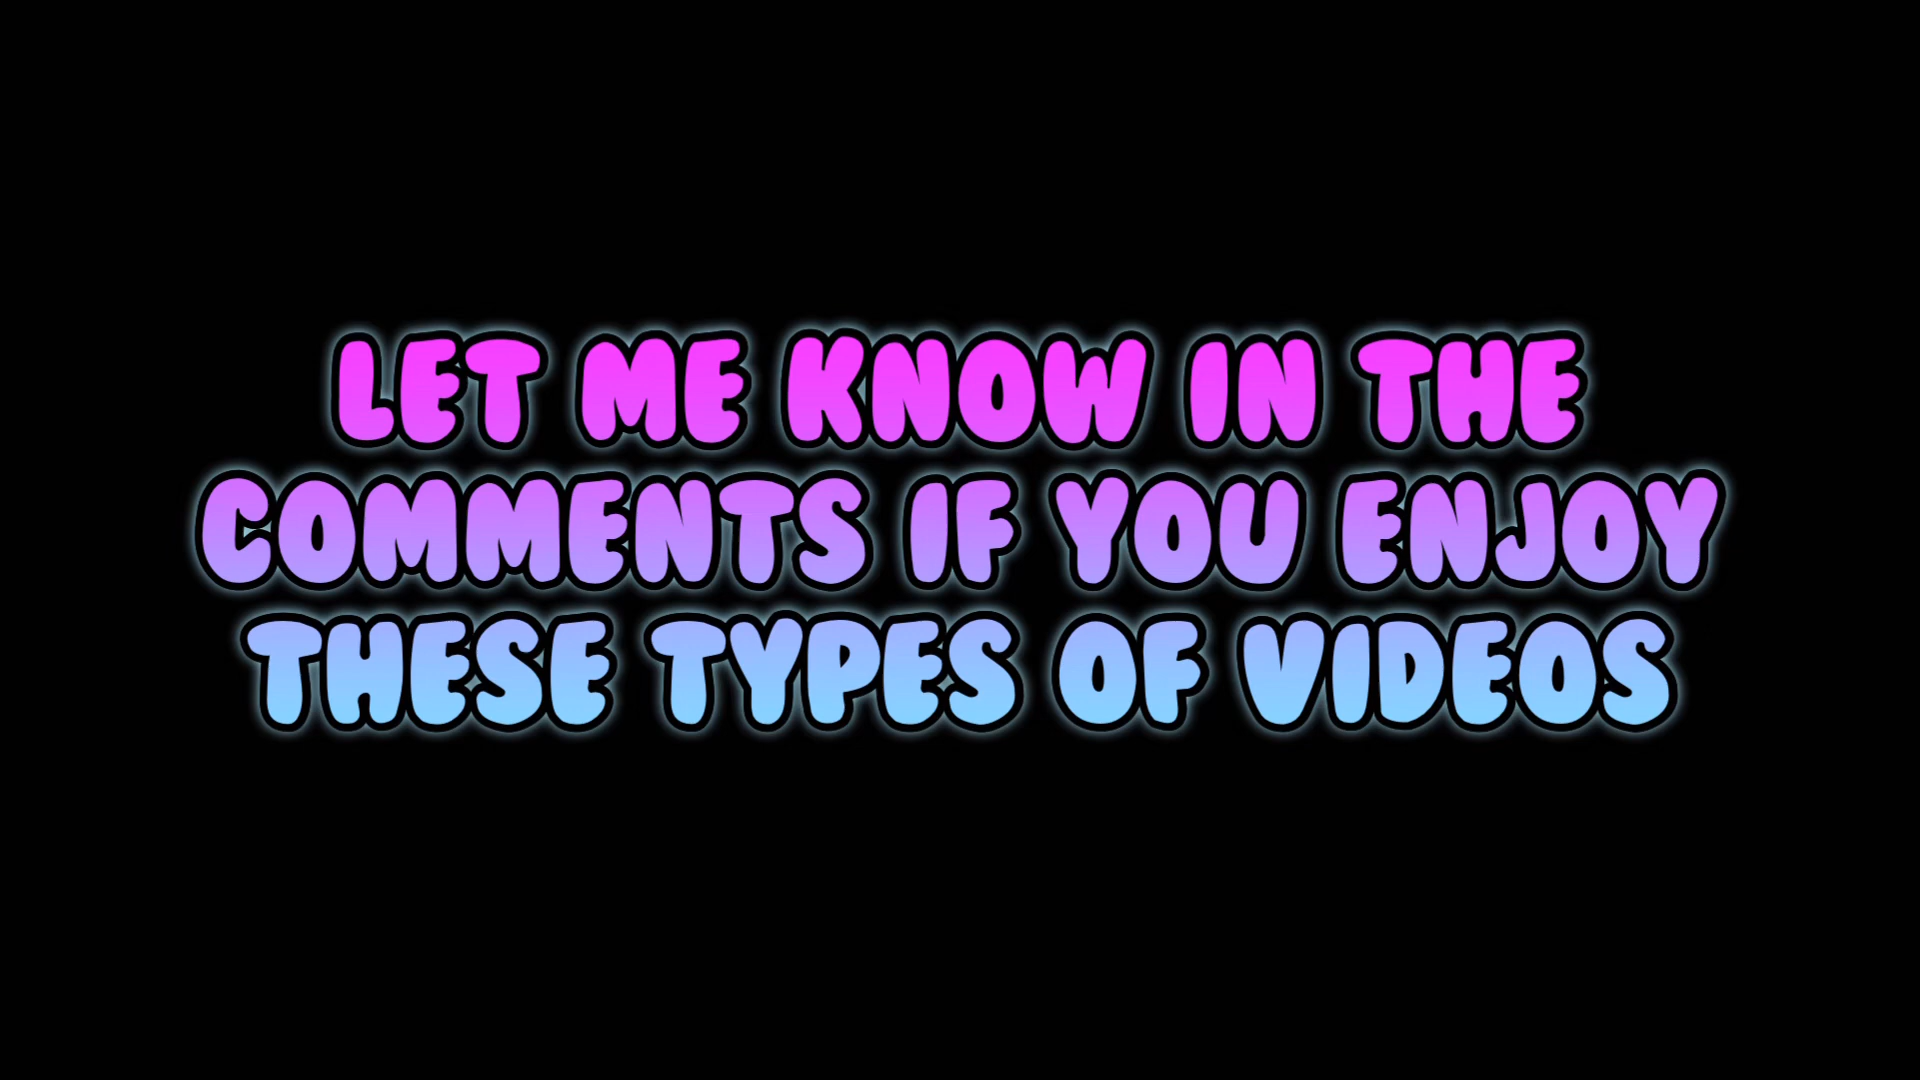 LET ME KNOW IN THE
COMMENTS IF YOU ENJOY
THESE TYPES OF VIDEOS